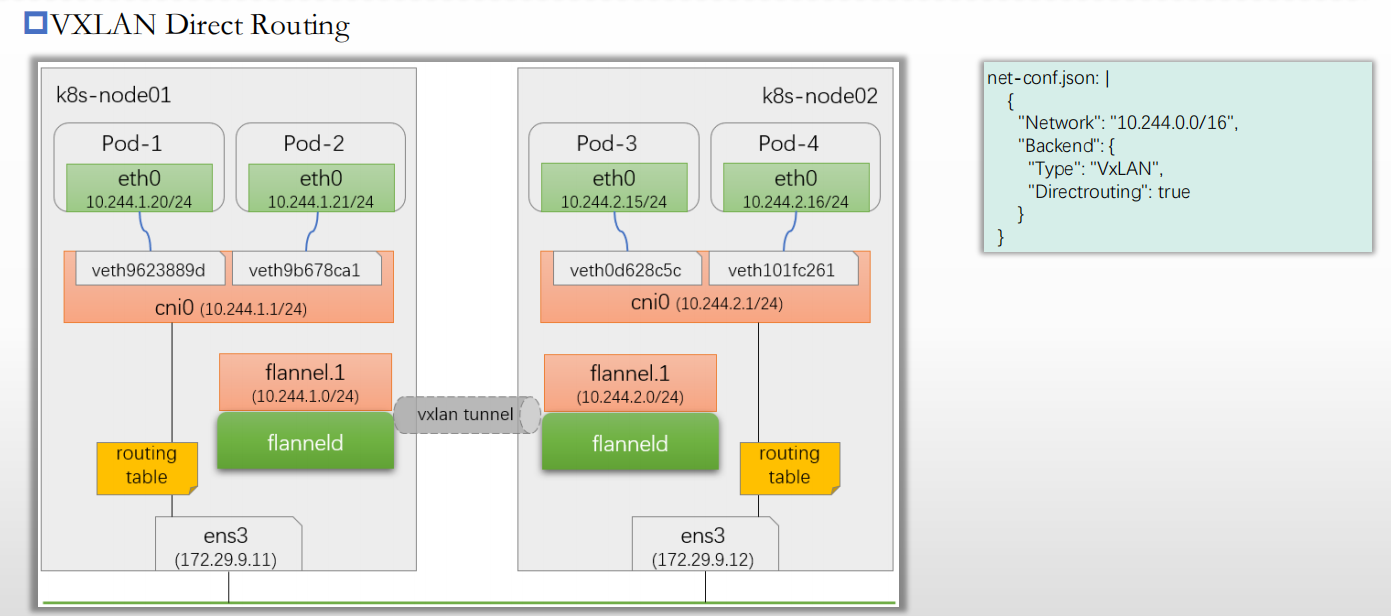 VXLAN Direct Routing
k8s-node01
Pod-1
eth0
10.244.1.20/24
Pod-2
eth0
10.244.1.21/24
veth9623889d
veth9b678ca1
cni0 (10.244.1.1/24)
flannel.1
(10.244.1.0/24)
flanneld
routing
table
ens3
(172.29.9.11)
vxlan tunnel
k8s-node02
Pod-3
eth0
10.244.2.15/24
Pod-4
eth0
10.244.2.16/24
veth0d628c5c
veth101fc261
cni0 (10.244.2.1/24)
flannel.1
(10.244.2.0/24)
flanneld
routing
table
ens3
(172.29.9.12)
net-conf.json: |
{
"Network": "10.244.0.0/16",
"Backend": {
"Type": "VxLAN",
"Directrouting": true
}
}